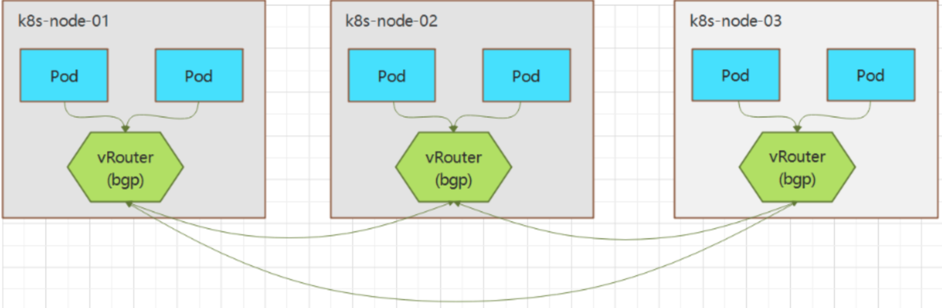 k8s-node-01
k8s-node-02
k8s-node-03
Pod
Pod
Pod
Pod
Pod
Pod
vRouter
(bgp)
vRouter
(bgp)
vRouter
(bgp)